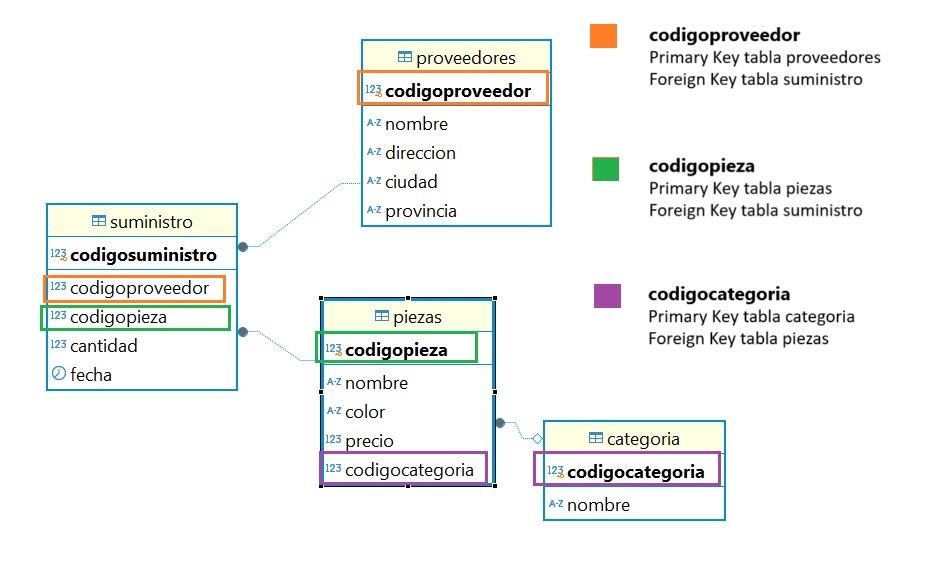 proveedores
123 codigoproveedor
A-Z nombre
A-Z direccion
A-Z ciudad
A-Z provincia
suministro
123 codigosuministro
123 codigoproveedor
123 codigopieza
123 cantidad
fecha
piezas
123 codigopieza
A-Z nombre
A-Z color
123 precio
123 codigocategoria
categoria
123 codigocategoria
A-Z nombre
codigoproveedor
Primary Key tabla proveedores
Foreign Key tabla suministro
codigopieza
Primary Key tabla piezas
Foreign Key tabla suministro
codigocategoria
Primary Key tabla categoria
Foreign Key tabla piezas